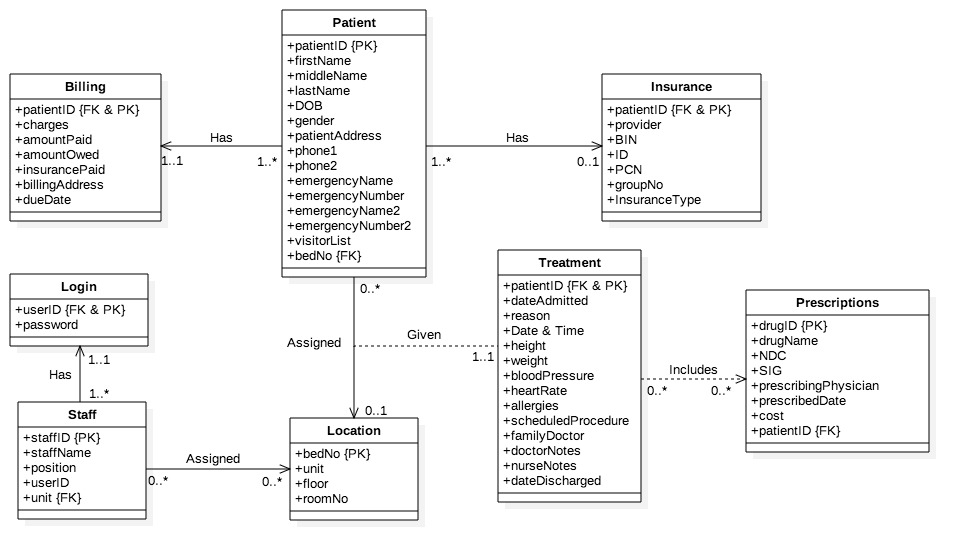 Patient
+patientID {PK}
+firstName
+middleName
+lastName
+DOB
+gender
+patientAddress
+phone1
+phone2
+emergencyName
+emergencyNumber
+emergencyName2
+emergencyNumber2
+visitorList
+bedNo {FK}
Billing
+patientID {FK & PK}
+charges
+amountPaid
+amountOwed
+insurancePaid
+billingAddress
+dueDate
Has
1..1
1..*
Has
1..*
0..1
Insurance
+patientID {FK & PK}
+provider
+BIN
+ID
+PCN
+groupNo
+InsuranceType
Login
+userID {FK & PK}
+password
1..1
Has
1..*
Staff
+staffID {PK}
+staffName
+position
+userID
+unit {FK}
Assigned
0..*
0..*
0..*
Assigned
0..1
Given
1..1
Location
+bedNo {PK}
+unit
+floor
+roomNo
Treatment
+patientID {FK & PK}
+dateAdmitted
+reason
+Date & Time
+height
+weight
+bloodPressure
+heartRate
+allergies
+scheduledProcedure
+familyDoctor
+doctorNotes
+nurseNotes
+dateDischarged
Includes
0..*
0..*
Prescriptions
+drugID {PK}
+drugName
+NDC
+SIG
+prescribingPhysician
+prescribedDate
+cost
+patientID {FK}